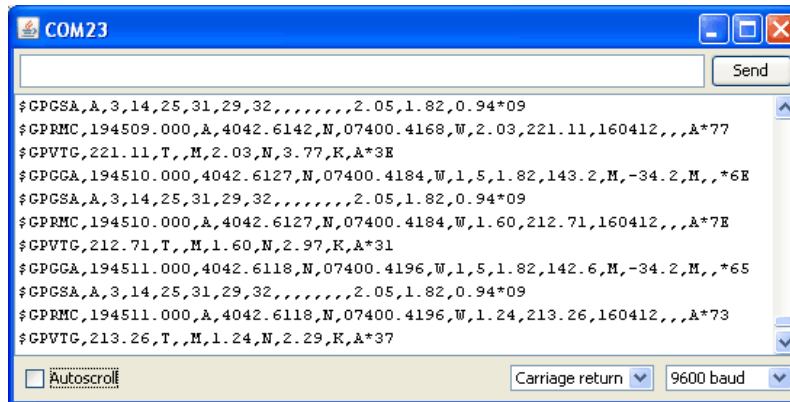 COM23
Send
$GPGSA,A,3,14,25,31,29,32,,,,,,,,2.05,1.82,0.94*09
$GPRMC,194509.000,A,4042.6142,N,07400.4168,W,2.03,221.11,160412,,,A*77
$GPVTG,221.11,T,,M,2.03,N,3.77,K,A*3E
$GPGGA,194510.000,4042.6127,N,07400.4184,W,1,5,1.82,143.2,M,-34.2,M,,*6E
$GPGSA,A,3,14,25,31,29,32,,,,,,,,2.05,1.82,0.94*09
$GPRMC,194510.000,A,4042.6127,N,07400.4184,W,1.60,212.71,160412,,,A*7E
$GPVTG,212.71,T,,M,1.60,N,2.97,K,A*31
$GPGGA,194511.000,4042.6118,N,07400.4196,W,1,5,1.82,142.6,M,-34.2,M,,*65
$GPGSA,A,3,14,25,31,29,32,,,,,,,,2.05,1.82,0.94*09
$GPRMC,194511.000,A,4042.6118,N,07400.4196,W,1.24,213.26,160412,,,A*73
$GPVTG,213.26,T,,M,1.24,N,2.29,K,A*37
Autoscroll
Carriage return
9600 baud